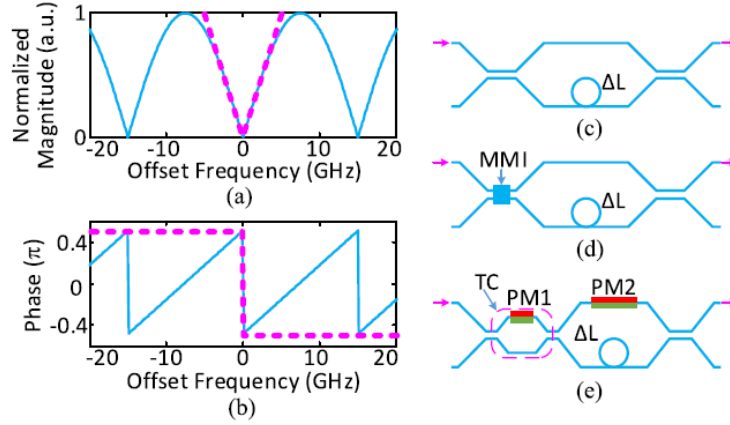 Normalized
Magnitude (a.u.)
1
0
-20 -10 0 10 20
Offset Frequency (GHz)
(a)
Phase (π)
0.4
0
-0.4
-20 -10 0 10 20
Offset Frequency (GHz)
(b)
ΔL
(c)
MMI
ΔL
(d)
TC
PM1
PM2
ΔL
(e)